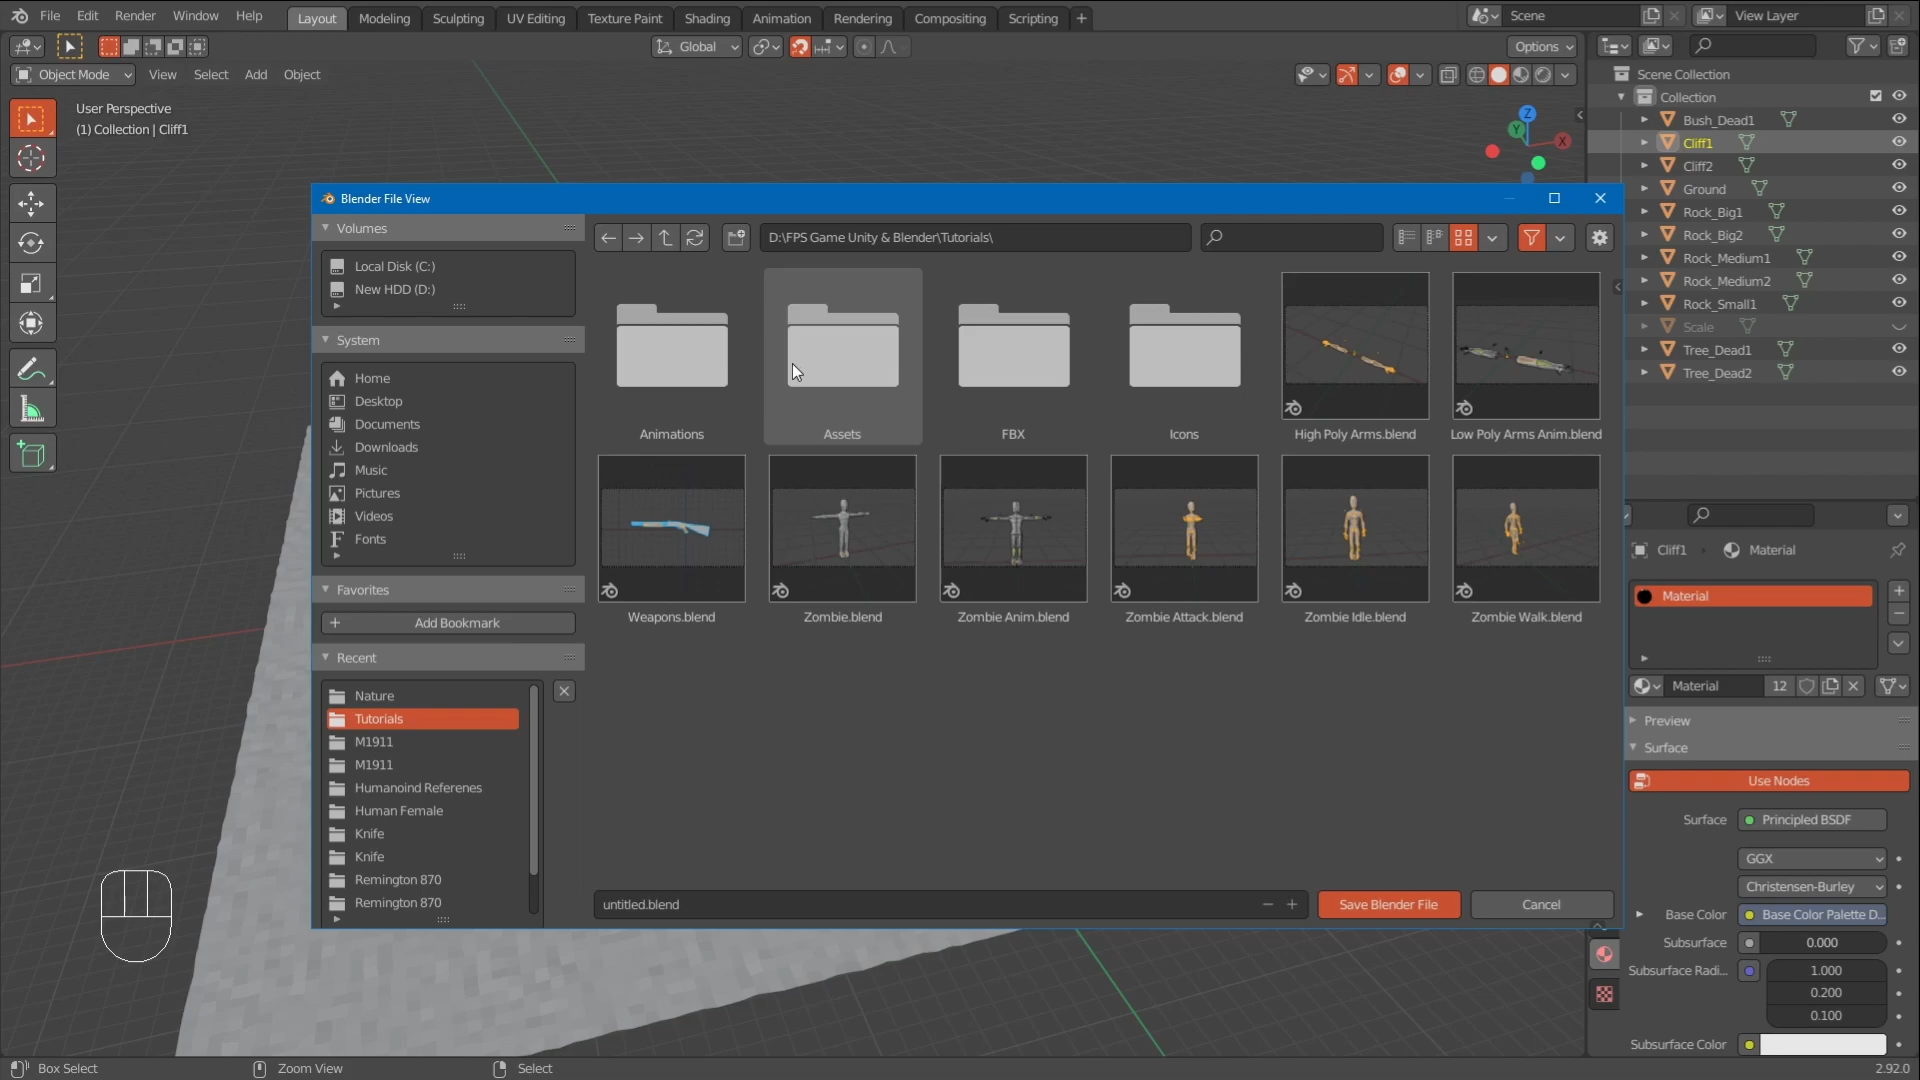 File Edit Render Window Help Layout Modeling Sculpting UV Editing Texture Paint Shading Animation Rendering Compositing Scripting + Scene View Layer
Global Options
Object Mode View Select Add Object
User Perspective
(1) Collection | Cliff1
Z
Y
X
Scene Collection
Collection
Bush_Dead1
Cliff1
Cliff2
Ground
Rock_Big1
Rock_Big2
Rock_Medium1
Rock_Medium2
Rock_Small1
Scale
Tree_Dead1
Tree_Dead2
Blender File View
Volumes
Local Disk (C:)
New HDD (D:)
System
Home
Desktop
Documents
Downloads
Music
Pictures
Videos
Fonts
Favorites
Add Bookmark
Recent
Nature
Tutorials
M1911
M1911
Humanoind Referenes
Human Female
Knife
Knife
Remington 870
Remington 870
D:\FPS Game Unity & Blender\Tutorials\
Animations Assets FBX Icons High Poly Arms.blend Low Poly Arms Anim.blend
Weapons.blend Zombie.blend Zombie Anim.blend Zombie Attack.blend Zombie Idle.blend Zombie Walk.blend
untitled.blend Save Blender File Cancel
Cliff1 Material
Material
Material 12
Preview
Surface
Use Nodes
Surface Principled BSDF
GGX
Christensen-Burley
Base Color Base Color Palette D...
Subsurface 0.000
Subsurface Radi... 1.000
0.200
0.100
Subsurface Color
Box Select Zoom View Select 2.92.0